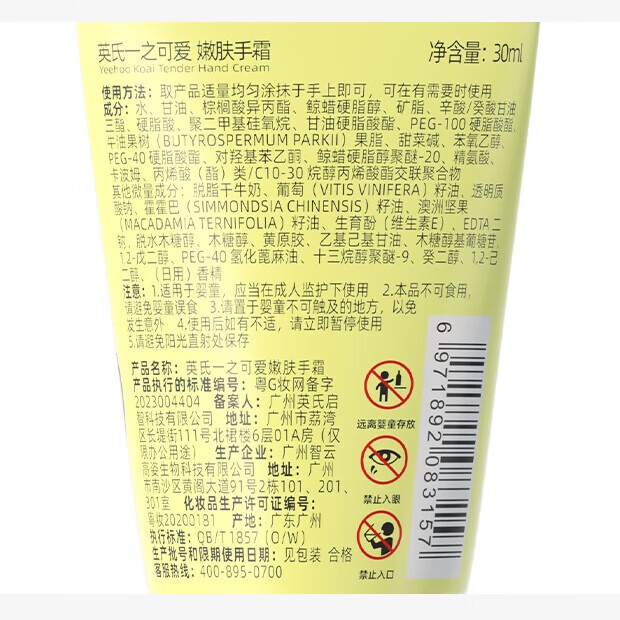 英氏一之可爱 嫩肤手霜 净含量：30ml
Yeehoo Koai Tender Hand Cream
使用方法：取产品适量均匀涂抹于手上即可，可在有需要时使用
成分：水、甘油、棕榈酸异丙酯、鲸蜡硬脂醇、矿脂、辛酸/癸酸甘油
三酯、硬脂酸、聚二甲基硅氧烷、甘油硬脂酸酯、PEG-100硬脂酸酯、
牛油果树（BUTYROSPERMUM PARKII）果脂、甜菜碱、苯氧乙醇、
PEG-40硬脂酸酯、对羟基苯乙酮、鲸蜡硬脂醇聚醚-20、精氨酸、
卡波姆、丙烯酸（酯）类/C10-30烷醇丙烯酸酯交联聚合物
其他微量成分：脱脂干牛奶、葡萄（VITIS VINIFERA）籽油、透明质
酸钠、霍霍巴（SIMMONDSIA CHINENSIS）籽油、澳洲坚果
（MACADAMIA TERNIFOLIA）籽油、生育酚（维生素E）、EDTA二
钠、脱水木糖醇、木糖醇、黄原胶、乙基己基甘油、木糖醇基葡糖苷、
1,2-戊二醇、PEG-40氢化蓖麻油、十三烷醇聚醚-9、癸二醇、1,2-己
二醇、（日用）香精
注意：1.适用于婴童，应当在成人监护下使用 2.本品不可食用，
请避免婴童误食 3.请置于婴童不可触及的地方，以免
发生意外 4.使用后如有不适，请立即暂停使用
5.请避免阳光直射处保存
产品名称：英氏一之可爱嫩肤手霜
产品执行的标准编号：粤G妆网备字
2023004404 备案人：广州英氏启
智科技有限公司 地址：广州市荔湾
区长堤街111号北裙楼6层01A房（仅
限办公用途） 生产企业：广州智云
高姿生物科技有限公司 地址：广州
市南沙区黄阁大道91号2栋101、201、
301室 化妆品生产许可证编号：
粤妆20200131 产地：广东广州
执行标准：QB/T1857（O/W）
生产批号和限期使用日期：见包装 合格
客服热线：400-895-0700
远离婴童存放
禁止入眼
禁止入口
6 971892 083157